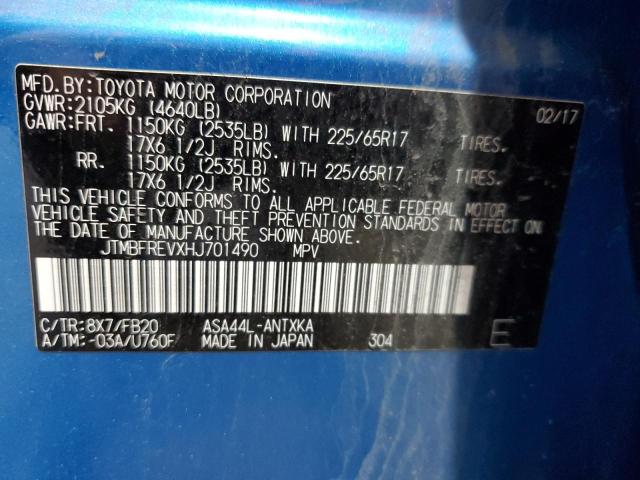 MFD.BY:TOYOTA MOTOR CORPORATION 02/17
GVWR:2105KG (4640LB)
GAWR:FRT. 1150KG (2535LB) WITH 225/65R17 TIRES.
17X6 1/2J RIMS.
RR. 1150KG (2535LB) WITH 225/65R17 TIRES.
17X6 1/2J RIMS.
THIS VEHICLE CONFORMS TO ALL APPLICABLE FEDERAL MOTOR
VEHICLE SAFETY AND THEFT PREVENTION STANDARDS IN EFFECT ON
THE DATE OF MANUFACTURE SHOWN ABOVE.
JTMBFREVXHJ701490 MPV
C/TR:8X7/FB20 ASA44L-ANTXKA
A/TM:-03A/U760F MADE IN JAPAN 304 E